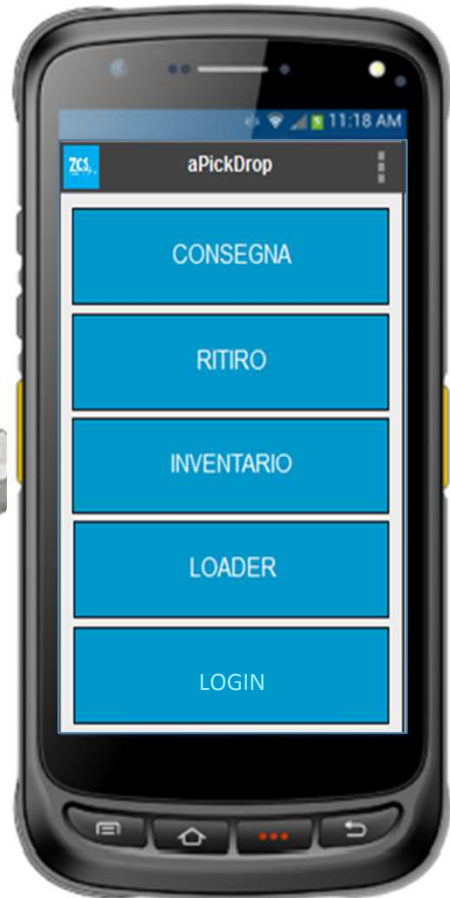 11:18 AM
ZCS.
aPickDrop
CONSEGNA
RITIRO
INVENTARIO
LOADER
LOGIN